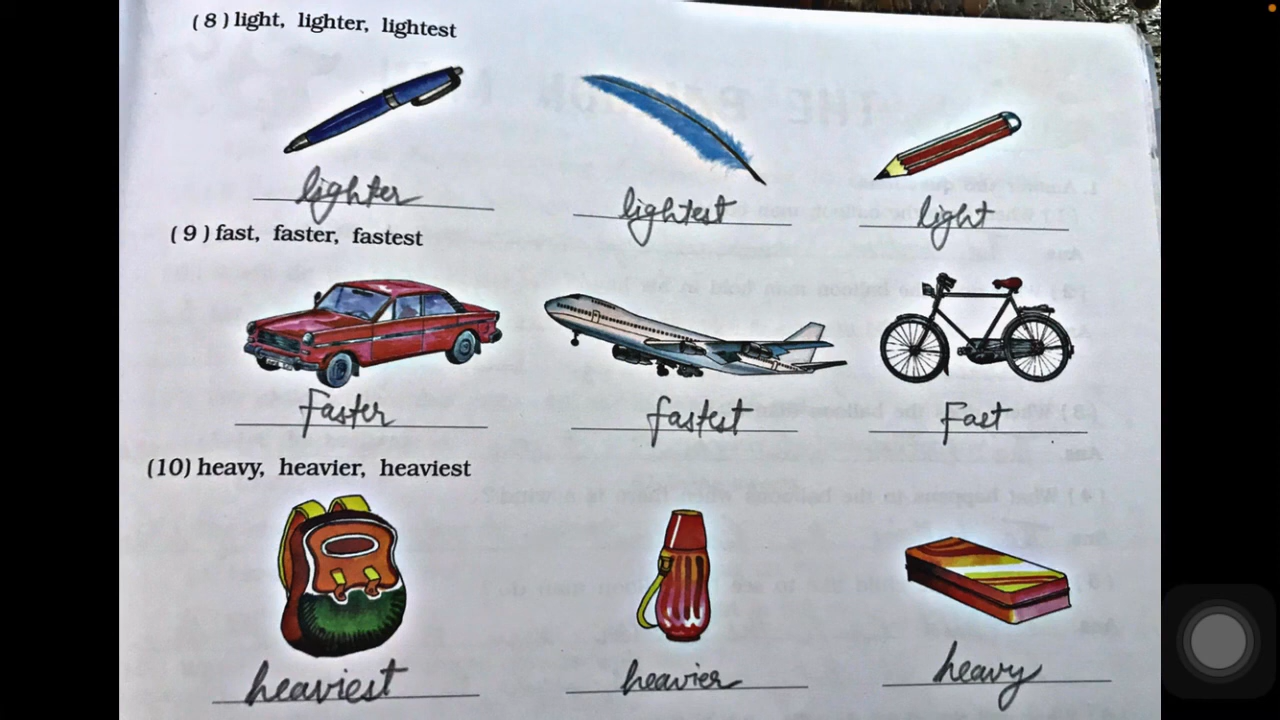 (8) light, lighter, lightest
lighter lightest light
(9) fast, faster, fastest
Faster fastest Fast
(10) heavy, heavier, heaviest
heaviest heavier heavy